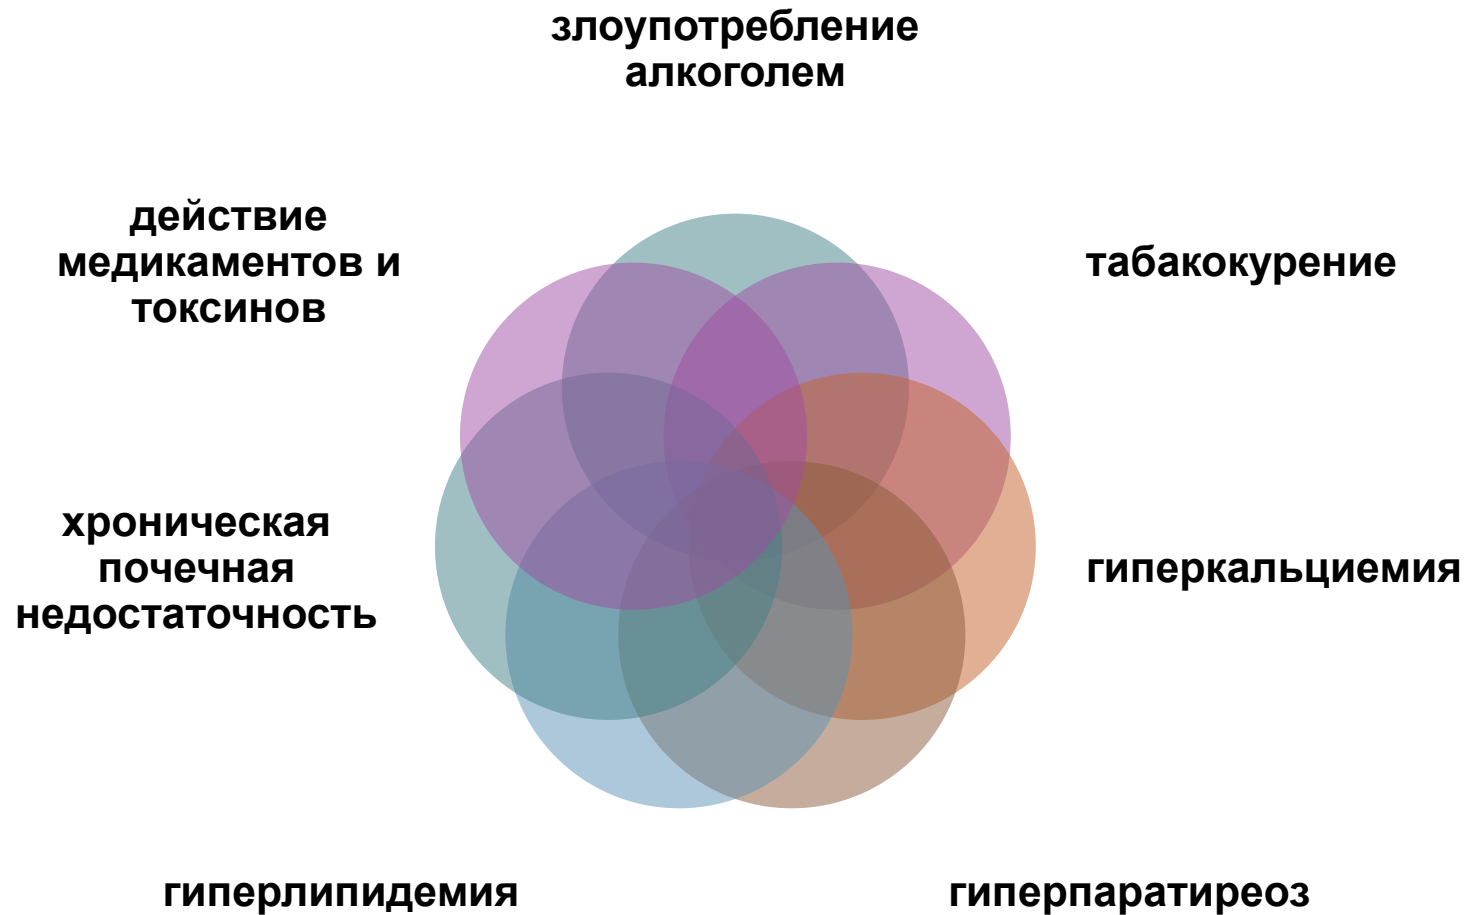 злоупотребление
алкоголем
действие
медикаментов и
токсинов
табакокурение
хроническая
почечная
недостаточность
гиперкальциемия
гиперлипидемия
гиперпаратиреоз